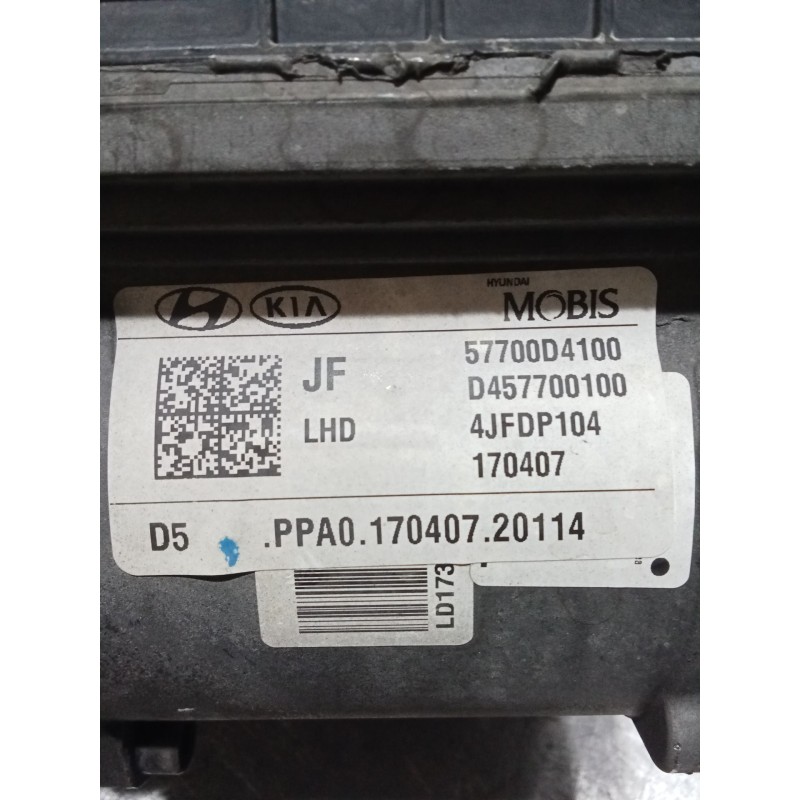 KIA
HYUNDAI
MOBIS
JF
57700D4100
D457700100
LHD
4JFDP104
170407
D5
.PPA0.170407.20114
LD173